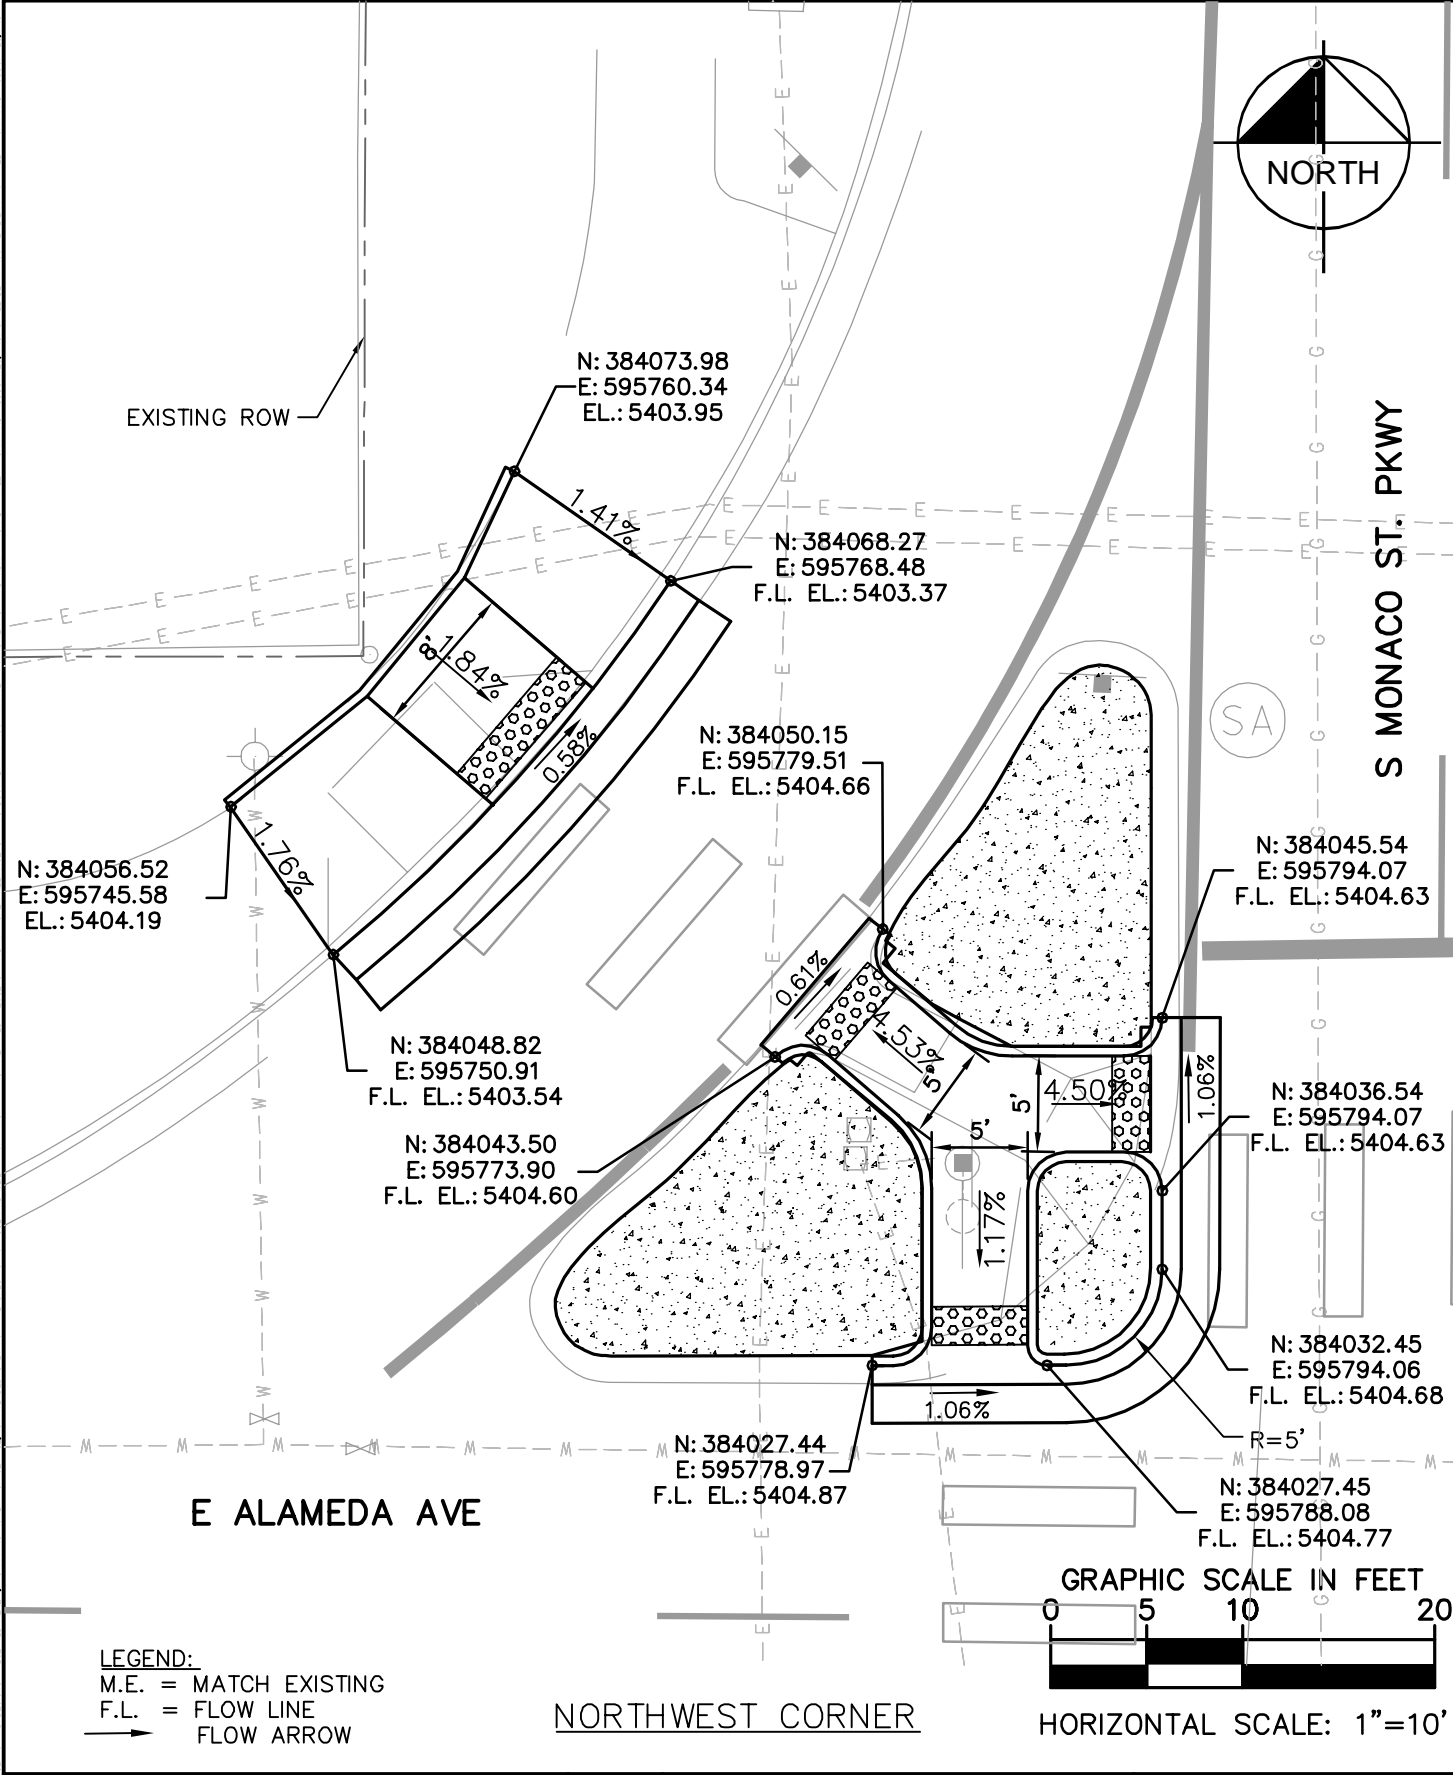 NORTH
N: 384073.98
E: 595760.34
EL.: 5403.95
EXISTING ROW
1.41%
N: 384068.27
E: 595768.48
F.L. EL.: 5403.37
S MONACO ST. PKWY
8'
1.84%
0.58%
SA
N: 384050.15
E: 595779.51
F.L. EL.: 5404.66
1.76%
N: 384056.52
E: 595745.58
EL.: 5404.19
N: 384045.54
E: 595794.07
F.L. EL.: 5404.63
0.61%
4.53%
5'
N: 384048.82
E: 595750.91
F.L. EL.: 5403.54
5'
4.50%
1.06%
N: 384036.54
E: 595794.07
F.L. EL.: 5404.63
N: 384043.50
E: 595773.90
F.L. EL.: 5404.60
5'
1.17%
N: 384032.45
E: 595794.06
F.L. EL.: 5404.68
1.06%
R=5'
N: 384027.44
E: 595778.97
F.L. EL.: 5404.87
N: 384027.45
E: 595788.08
F.L. EL.: 5404.77
E ALAMEDA AVE
GRAPHIC SCALE IN FEET
0 5 10 20
LEGEND:
M.E. = MATCH EXISTING
F.L. = FLOW LINE
FLOW ARROW
NORTHWEST CORNER
HORIZONTAL SCALE: 1"=10'